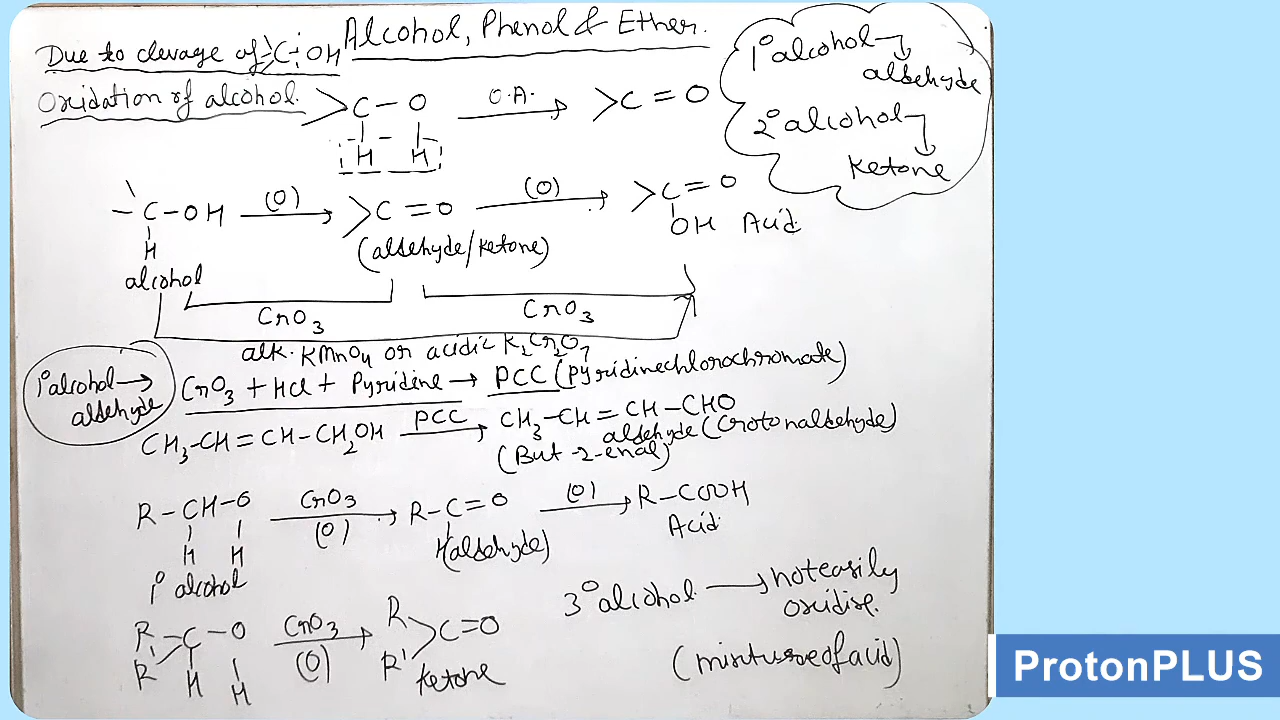 Alcohol, Phenol & Ether.
Due to clevage of >C-OH
Oxidation of alcohol. >C-O O.A. → >C=O
H H
1° alcohol → aldehyde
2° alcohol → ketone
-C-OH (O) → >C=O (O) → >C=O
H OH Acid
alcohol (aldehyde/ketone)
CrO3 CrO3
alk. KMnO4 or acidic K2Cr2O7
1° alcohol → aldehyde
CrO3 + HCl + Pyridine → PCC (Pyridinechlorochromate)
CH3-CH=CH-CH2OH PCC → CH3-CH=CH-CHO
aldehyde (Crotonaldehyde)
(But-2-enal)
R-CH-O CrO3 (O) → R-C=O (O) → R-COOH
H H H(aldehyde) Acid
1° alcohol
3° alcohol → not easily oxidise.
(mixture of acid)
R R' C-O CrO3 (O) → R R' C=O
H H ketone
ProtonPLUS